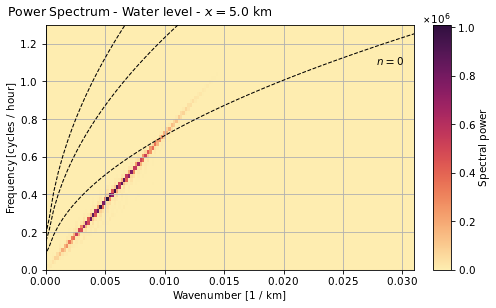 Power Spectrum - Water level - x = 5.0 km
×10⁶
Frequency [cycles / hour]
1.2
1.0
0.8
0.6
0.4
0.2
0.0
n = 0
0.000 0.005 0.010 0.015 0.020 0.025 0.030
Wavenumber [1 / km]
1.0
0.8
0.6
0.4
0.2
0.0
Spectral power